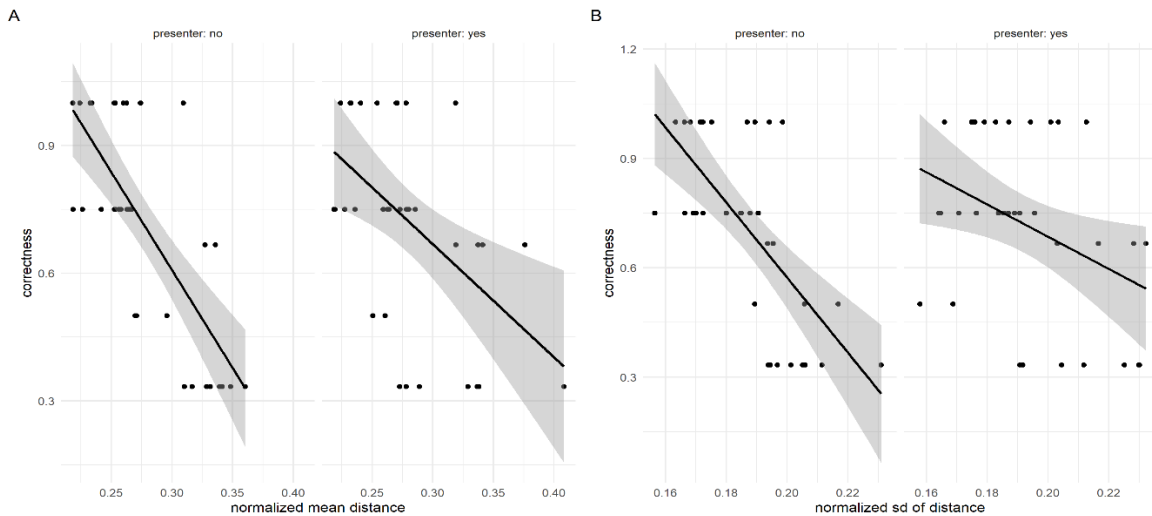 A
presenter: no
presenter: yes
0.9
0.6
0.3
correctness
0.25
0.30
0.35
0.40
0.25
0.30
0.35
0.40
normalized mean distance
B
presenter: no
presenter: yes
1.2
0.9
0.6
0.3
correctness
0.16
0.18
0.20
0.22
0.16
0.18
0.20
0.22
normalized sd of distance